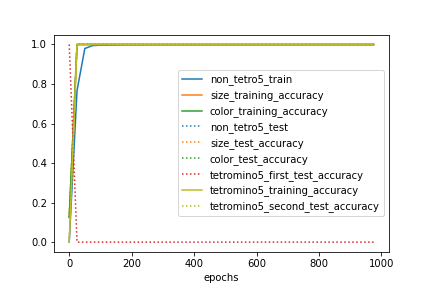 1.0
0.8
0.6
0.4
0.2
0.0
non_tetro5_train
size_training_accuracy
color_training_accuracy
non_tetro5_test
size_test_accuracy
color_test_accuracy
tetromino5_first_test_accuracy
tetromino5_training_accuracy
tetromino5_second_test_accuracy
0 200 400 600 800 1000
epochs